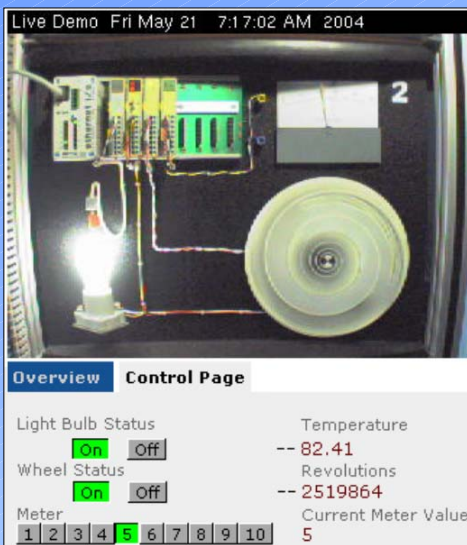 Live Demo Fri May 21 7:17:02 AM 2004
ethernet i/o
2
Overview Control Page
Light Bulb Status
On Off
Temperature
-- 82.41
Wheel Status
On Off
Revolutions
-- 2519864
Meter
1 2 3 4 5 6 7 8 9 10
Current Meter Value
5